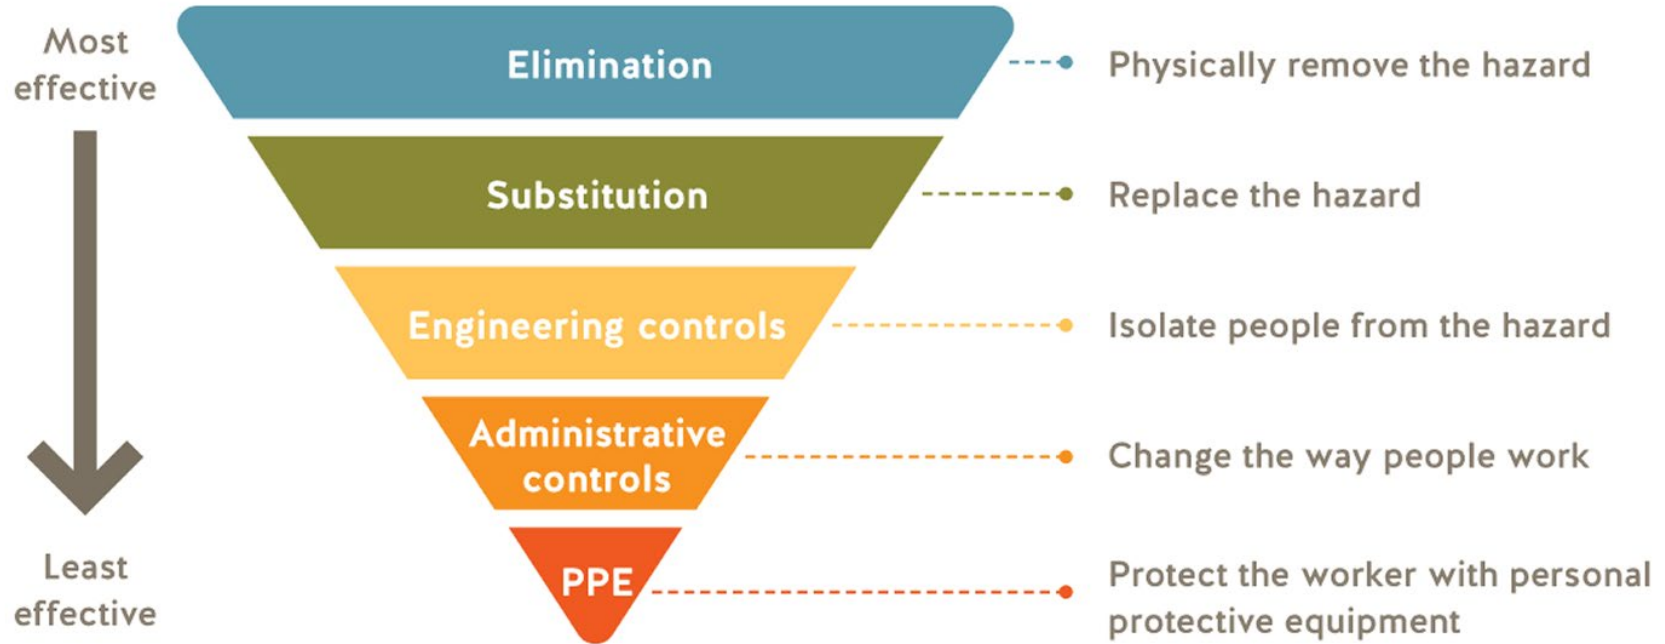 Most
effective
Elimination
Physically remove the hazard
Substitution
Replace the hazard
Engineering controls
Isolate people from the hazard
Administrative
controls
Change the way people work
Least
effective
PPE
Protect the worker with personal
protective equipment